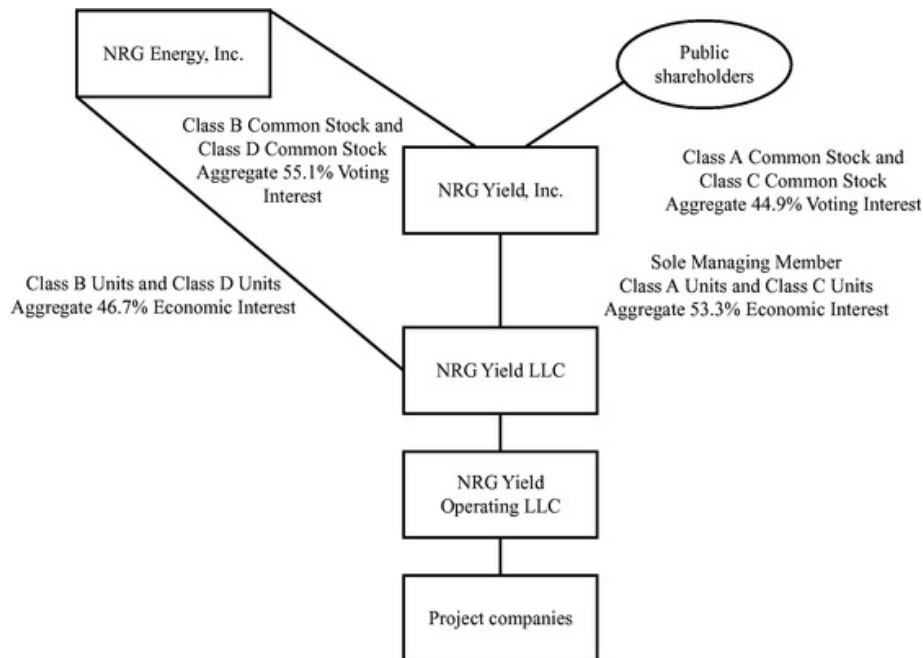 NRG Energy, Inc.
Public
shareholders
Class B Common Stock and
Class D Common Stock
Aggregate 55.1% Voting
Interest
NRG Yield, Inc.
Class A Common Stock and
Class C Common Stock
Aggregate 44.9% Voting Interest
Class B Units and Class D Units
Aggregate 46.7% Economic Interest
Sole Managing Member
Class A Units and Class C Units
Aggregate 53.3% Economic Interest
NRG Yield LLC
NRG Yield
Operating LLC
Project companies